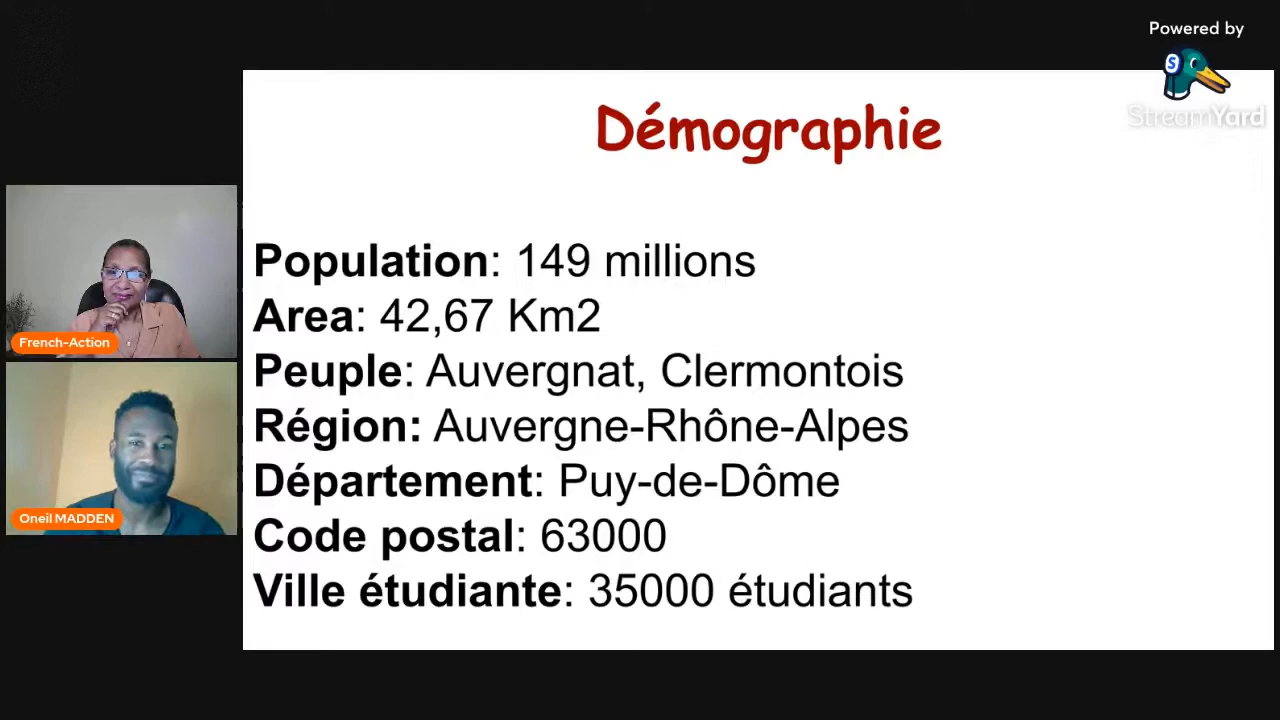 Powered by
S
StreamYard
Démographie
Population: 149 millions
Area: 42,67 Km2
Peuple: Auvergnat, Clermontois
Région: Auvergne-Rhône-Alpes
Département: Puy-de-Dôme
Code postal: 63000
Ville étudiante: 35000 étudiants
French-Action
Oneil MADDEN